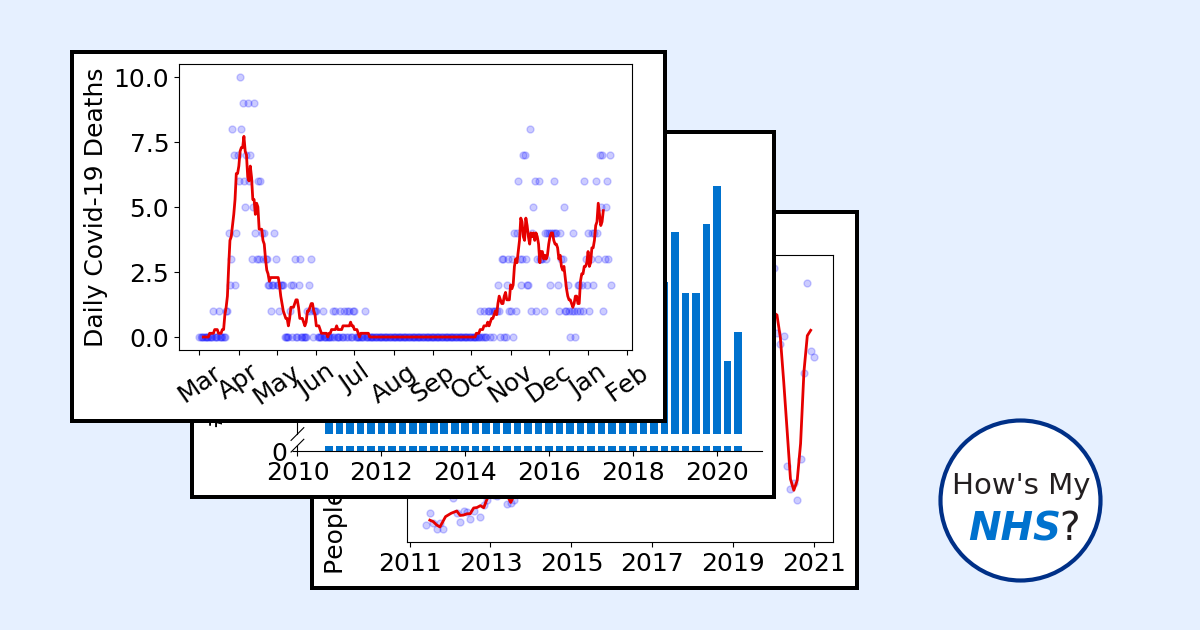 Daily Covid-19 Deaths
10.0
7.5
5.0
2.5
0.0
Mar Apr May Jun Jul Aug Sep Oct Nov Dec Jan Feb
0
2010 2012 2014 2016 2018 2020
People
2011 2013 2015 2017 2019 2021
How's My
NHS?